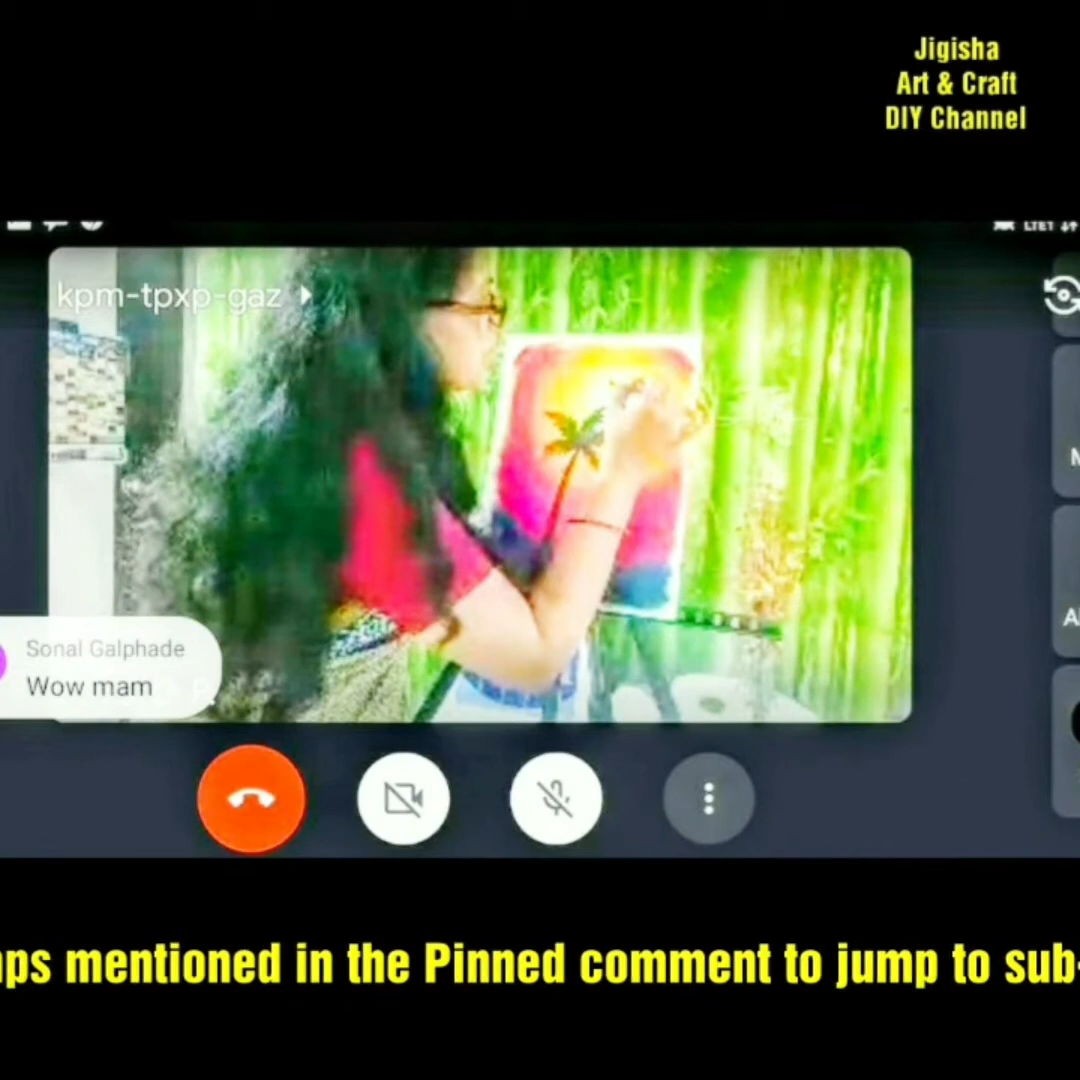 Jigisha
Art & Craft
DIY Channel
kpm-tpxp-gaz
Sonal Galphade
Wow mam
mentioned in the Pinned comment to jump to sub-